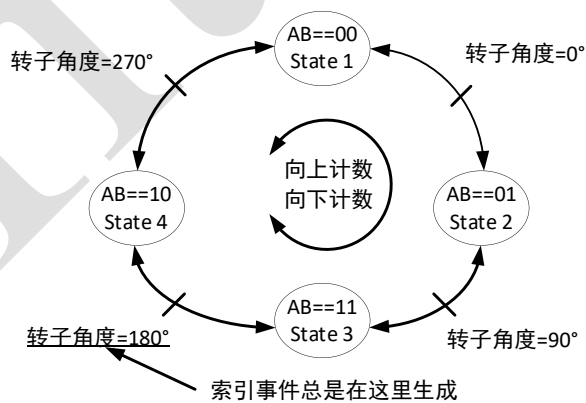 AB==00
State 1
转子角度=270°
转子角度=0°
向上计数
向下计数
AB==10
State 4
AB==01
State 2
AB==11
State 3
转子角度=180°
转子角度=90°
索引事件总是在这里生成